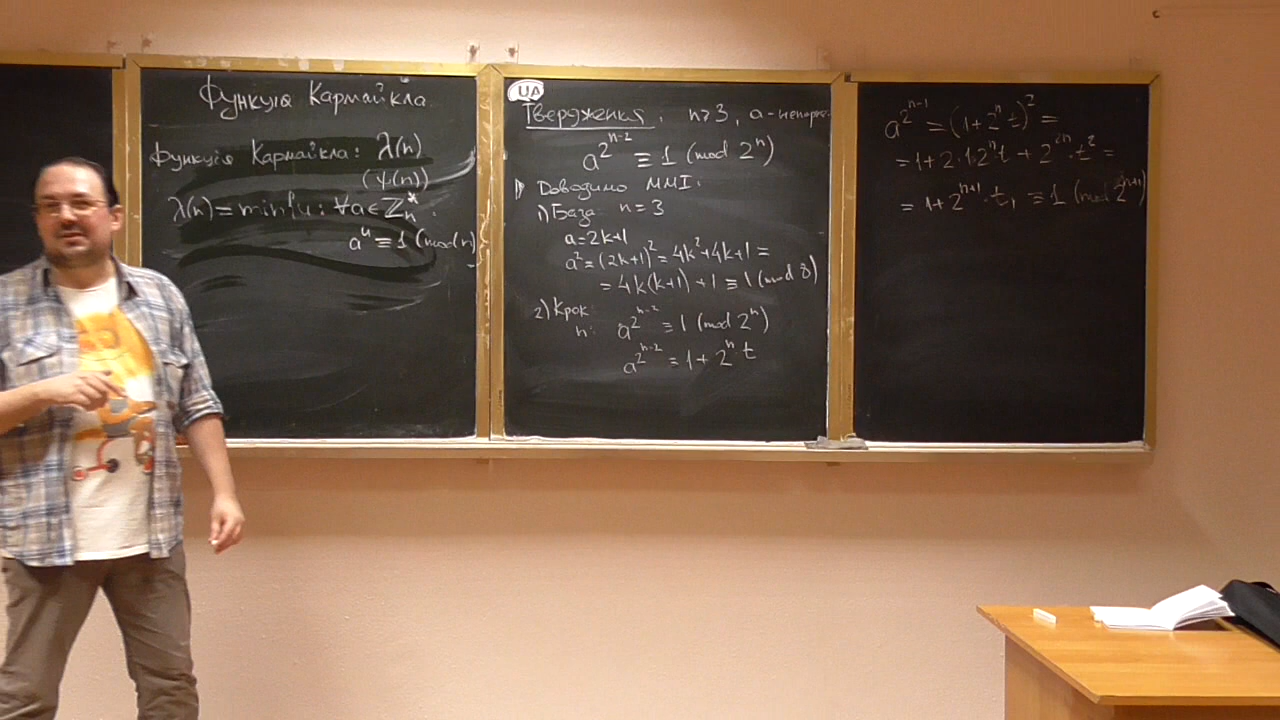 Функція Кармайкла.
Функція Кармайкла: λ(n)
(ψ(n))
λ(n) = min{u: ∀a ∈ ℤₙ*:
a^u ≡ 1 (mod n)}
UA
Твердження. n ≥ 3, a - непарне.
a^{2^{n-2}} ≡ 1 (mod 2^n)
Доводимо ММІ.
1) База: n = 3
a = 2k+1
a² = (2k+1)² = 4k² + 4k + 1 =
= 4k(k+1) + 1 ≡ 1 (mod 8)
2) Крок:
n: a^{2^{n-2}} ≡ 1 (mod 2^n)
a^{2^{n-2}} = 1 + 2^n t
a^{2^{n-1}} = (1 + 2^n t)² =
= 1 + 2·1·2^n t + 2^{2n}·t² =
= 1 + 2^{n+1}·t₁ ≡ 1 (mod 2^{n+1})